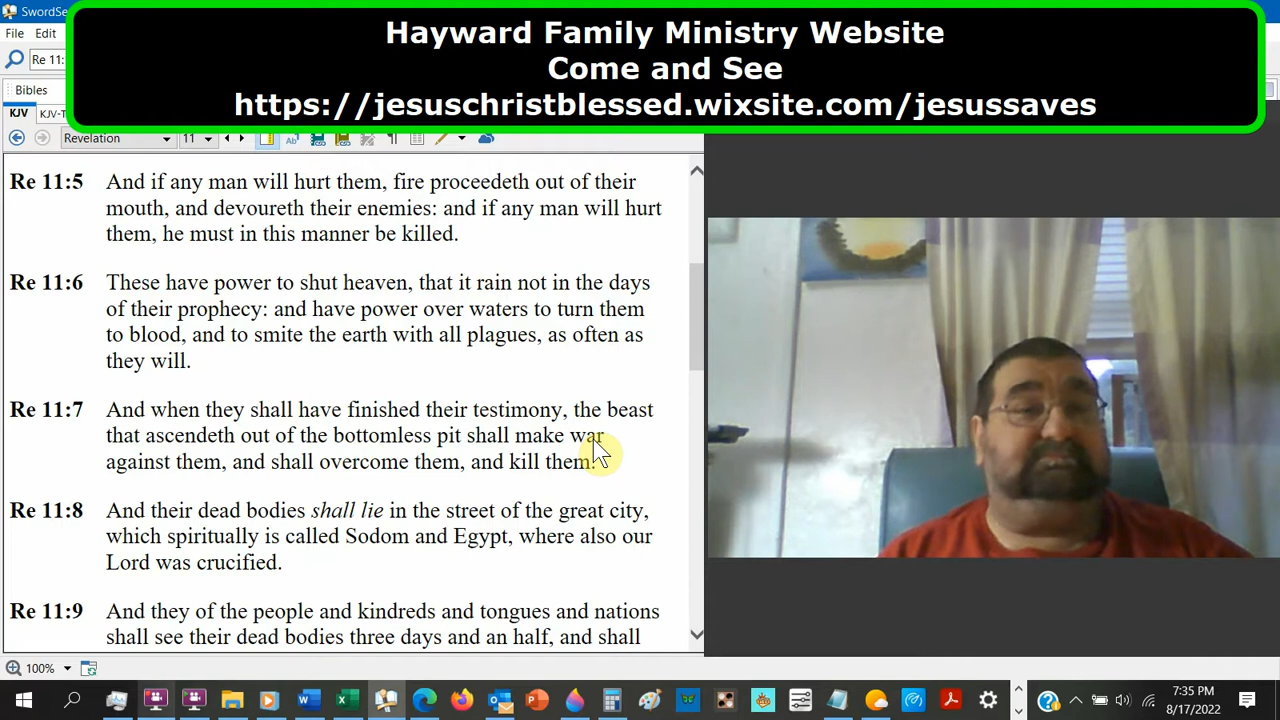 SwordSe
Hayward Family Ministry Website
Come and See
https://jesuschristblessed.wixsite.com/jesussaves
File Edit
Re 11:
Bibles
KJV KJV-T
Revelation 11
Re 11:5 And if any man will hurt them, fire proceedeth out of their
mouth, and devoureth their enemies: and if any man will hurt
them, he must in this manner be killed.
Re 11:6 These have power to shut heaven, that it rain not in the days
of their prophecy: and have power over waters to turn them
to blood, and to smite the earth with all plagues, as often as
they will.
Re 11:7 And when they shall have finished their testimony, the beast
that ascendeth out of the bottomless pit shall make war
against them, and shall overcome them, and kill them.
Re 11:8 And their dead bodies shall lie in the street of the great city,
which spiritually is called Sodom and Egypt, where also our
Lord was crucified.
Re 11:9 And they of the people and kindreds and tongues and nations
shall see their dead bodies three days and an half, and shall
100%
7:35 PM
8/17/2022